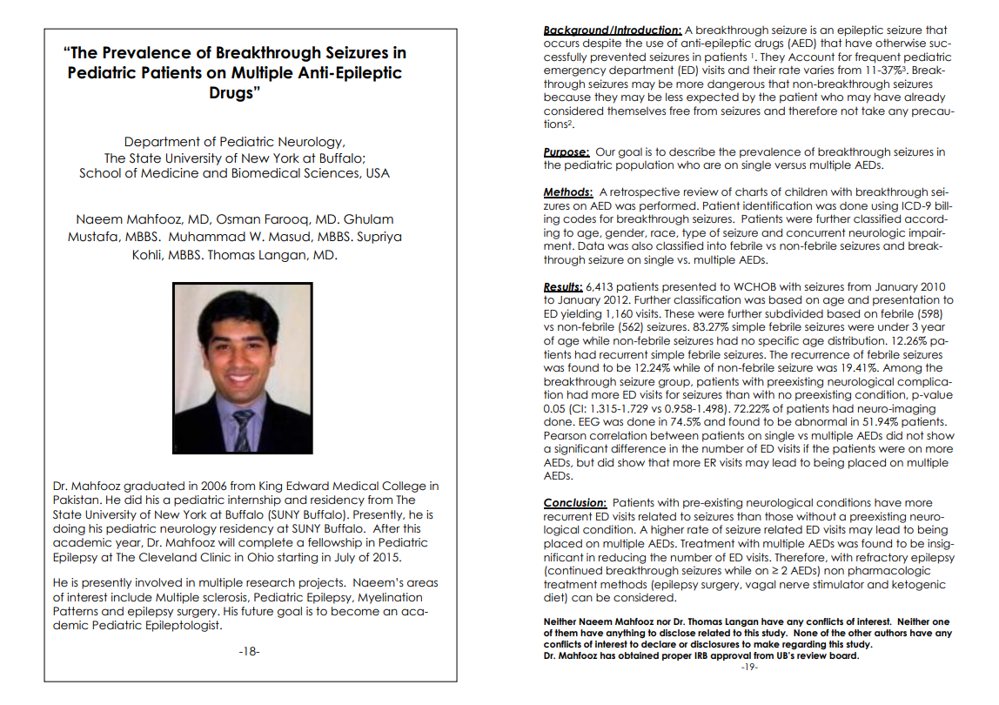 “The Prevalence of Breakthrough Seizures in
Pediatric Patients on Multiple Anti-Epileptic
Drugs”
Department of Pediatric Neurology,
The State University of New York at Buffalo;
School of Medicine and Biomedical Sciences, USA
Naeem Mahfooz, MD, Osman Farooq, MD. Ghulam
Mustafa, MBBS.  Muhammad W. Masud, MBBS. Supriya
Kohli, MBBS. Thomas Langan, MD.
Dr. Mahfooz graduated in 2006 from King Edward Medical College in
Pakistan. He did his a pediatric internship and residency from The
State University of New York at Buffalo (SUNY Buffalo). Presently, he is
doing his pediatric neurology residency at SUNY Buffalo.  After this
academic year, Dr. Mahfooz will complete a fellowship in Pediatric
Epilepsy at The Cleveland Clinic in Ohio starting in July of 2015.
He is presently involved in multiple research projects.  Naeem’s areas
of interest include Multiple sclerosis, Pediatric Epilepsy, Myelination
Patterns and epilepsy surgery. His future goal is to become an aca-
demic Pediatric Epileptologist.
-18-
Background/Introduction: A breakthrough seizure is an epileptic seizure that
occurs despite the use of anti-epileptic drugs (AED) that have otherwise suc-
cessfully prevented seizures in patients ¹. They Account for frequent pediatric
emergency department (ED) visits and their rate varies from 11-37%³. Break-
through seizures may be more dangerous that non-breakthrough seizures
because they may be less expected by the patient who may have already
considered themselves free from seizures and therefore not take any precau-
tions².
Purpose:  Our goal is to describe the prevalence of breakthrough seizures in
the pediatric population who are on single versus multiple AEDs.
Methods:  A retrospective review of charts of children with breakthrough sei-
zures on AED was performed. Patient identification was done using ICD-9 bill-
ing codes for breakthrough seizures.  Patients were further classified accord-
ing to age, gender, race, type of seizure and concurrent neurologic impair-
ment. Data was also classified into febrile vs non-febrile seizures and break-
through seizure on single vs. multiple AEDs.
Results: 6,413 patients presented to WCHOB with seizures from January 2010
to January 2012. Further classification was based on age and presentation to
ED yielding 1,160 visits. These were further subdivided based on febrile (598)
vs non-febrile (562) seizures. 83.27% simple febrile seizures were under 3 year
of age while non-febrile seizures had no specific age distribution. 12.26% pa-
tients had recurrent simple febrile seizures. The recurrence of febrile seizures
was found to be 12.24% while of non-febrile seizure was 19.41%. Among the
breakthrough seizure group, patients with preexisting neurological complica-
tion had more ED visits for seizures than with no preexisting condition, p-value
0.05 (CI: 1.315-1.729 vs 0.958-1.498). 72.22% of patients had neuro-imaging
done. EEG was done in 74.5% and found to be abnormal in 51.94% patients.
Pearson correlation between patients on single vs multiple AEDs did not show
a significant difference in the number of ED visits if the patients were on more
AEDs, but did show that more ER visits may lead to being placed on multiple
AEDs.
Conclusion:  Patients with pre-existing neurological conditions have more
recurrent ED visits related to seizures than those without a preexisting neuro-
logical condition. A higher rate of seizure related ED visits may lead to being
placed on multiple AEDs. Treatment with multiple AEDs was found to be insig-
nificant in reducing the number of ED visits. Therefore, with refractory epilepsy
(continued breakthrough seizures while on ≥ 2 AEDs) non pharmacologic
treatment methods (epilepsy surgery, vagal nerve stimulator and ketogenic
diet) can be considered.
Neither Naeem Mahfooz nor Dr. Thomas Langan have any conflicts of interest.  Neither one
of them have anything to disclose related to this study.  None of the other authors have any
conflicts of interest to declare or disclosures to make regarding this study.
Dr. Mahfooz has obtained proper IRB approval from UB’s review board.
-19-